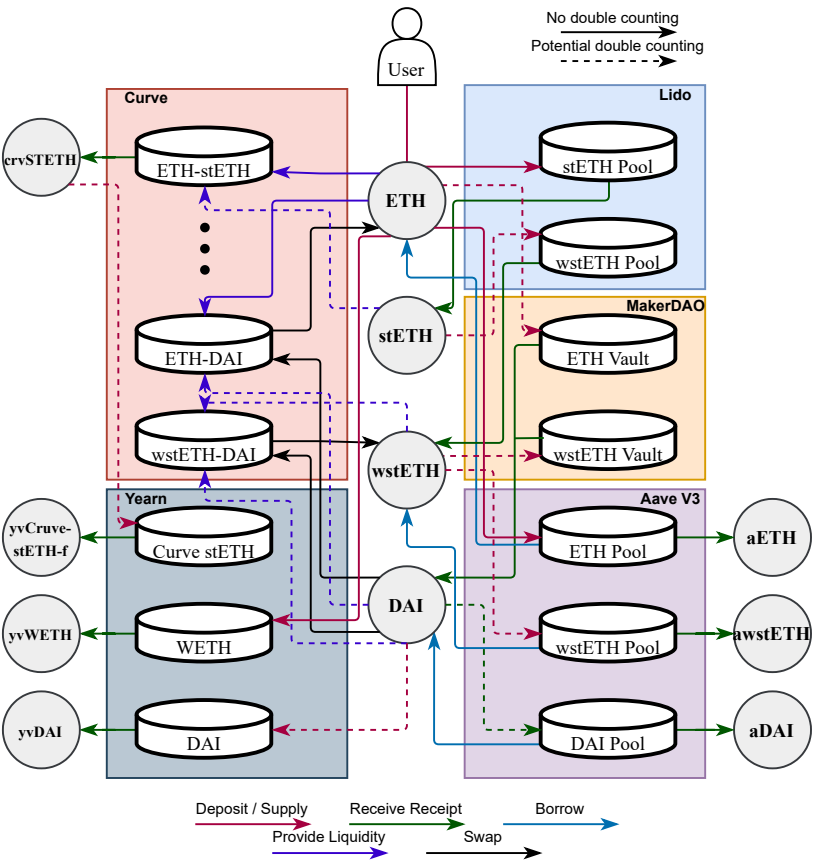 No double counting
Potential double counting
User
Curve
Lido
crvSTETH
ETH-stETH
stETH Pool
ETH
wstETH Pool
MakerDAO
stETH
ETH-DAI
ETH Vault
wstETH-DAI
wstETH
wstETH Vault
Yearn
Aave V3
yvCruve-
stETH-f
Curve stETH
ETH Pool
aETH
DAI
yvWETH
WETH
wstETH Pool
awstETH
yvDAI
DAI
DAI Pool
aDAI
Deposit / Supply
Receive Receipt
Borrow
Provide Liquidity
Swap